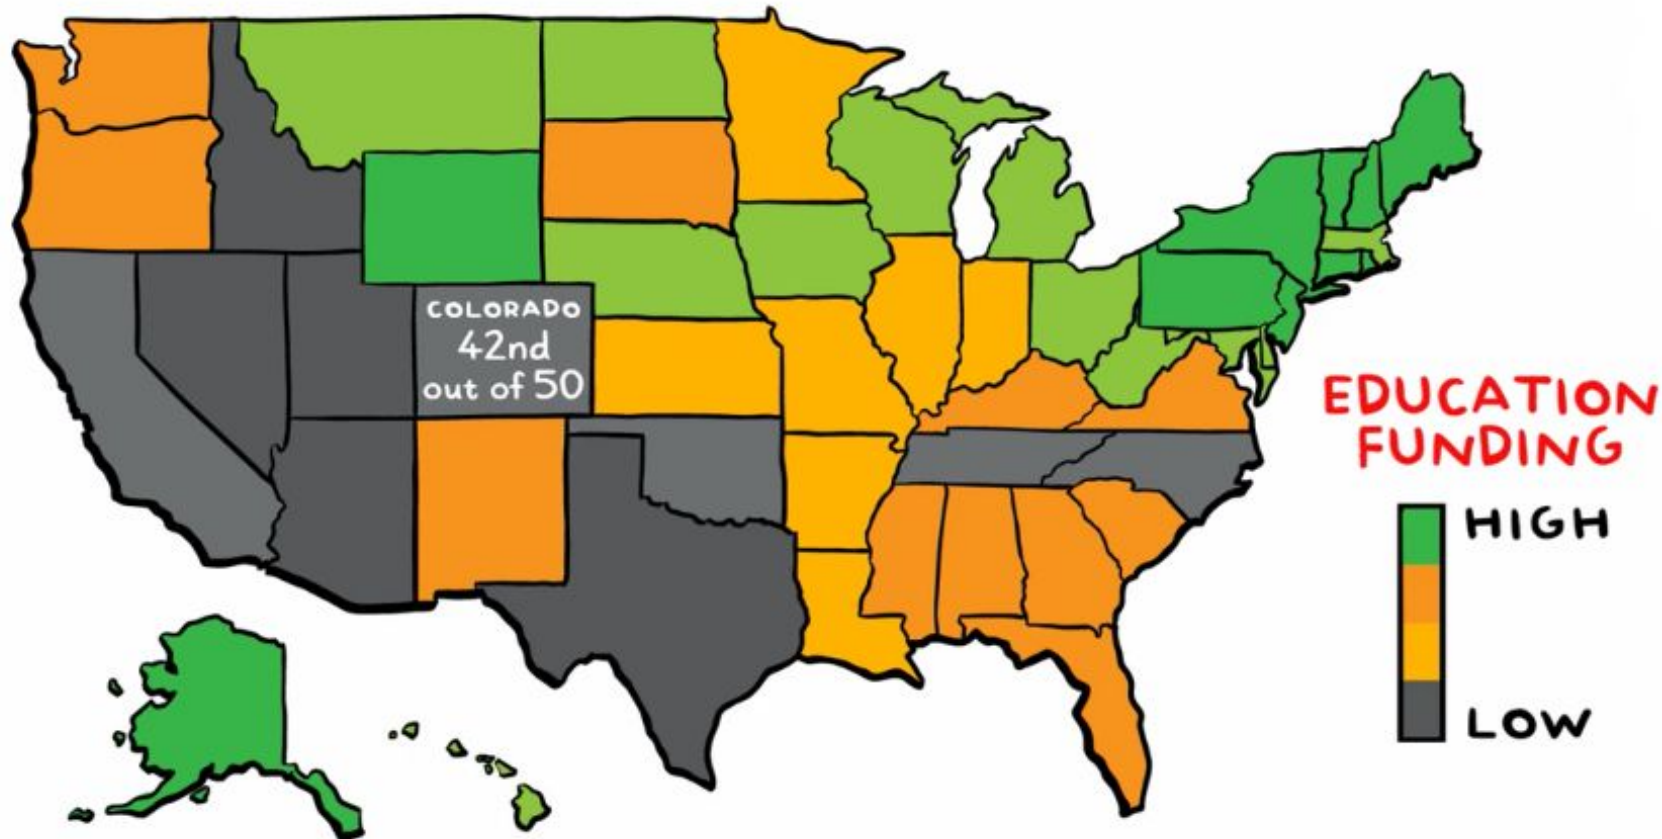 COLORADO
42nd
out of 50
EDUCATION
FUNDING
HIGH
LOW